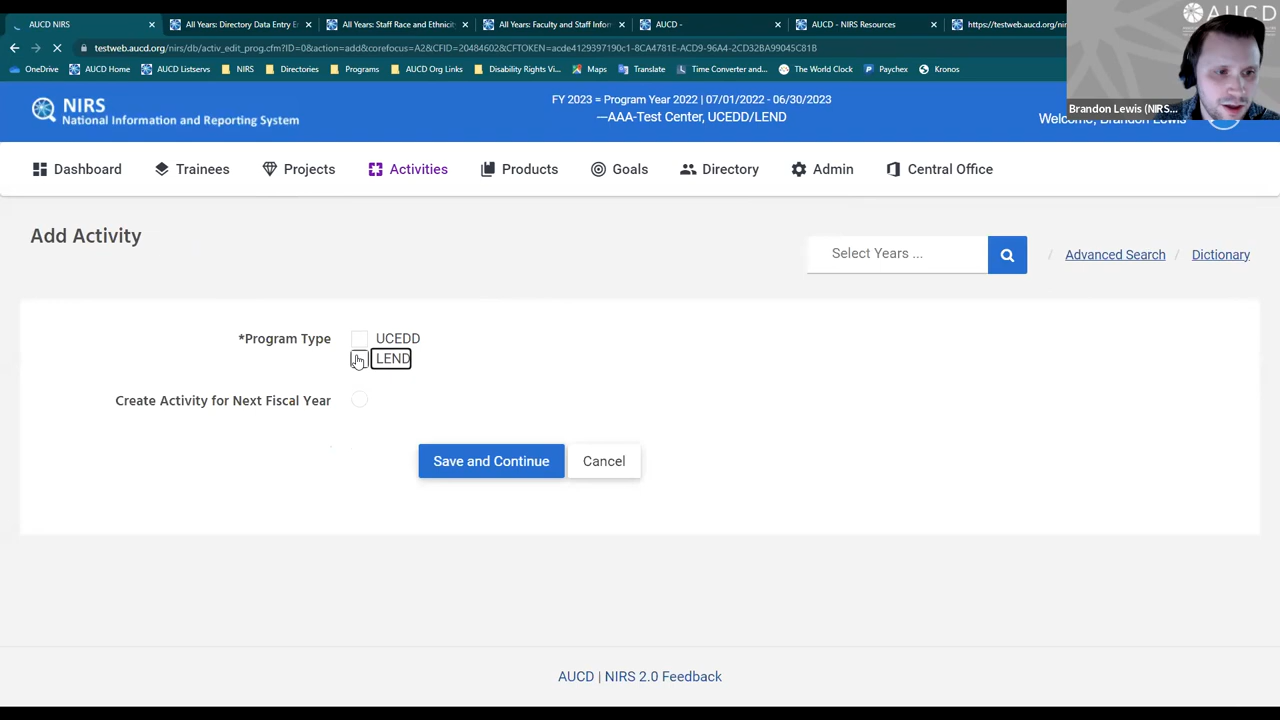 AUCD NIRS
All Years: Directory Data Entry E
All Years: Staff Race and Ethnicit
All Years: Faculty and Staff Infor
AUCD -
AUCD - NIRS Resources
https://testweb.aucd.org/nir
AUCD
testweb.aucd.org/nirs/db/activ_edit_prog.cfm?ID=0&action=add&corefocus=A2&CFID=20484602&CFTOKEN=acde4129397190c1-8CA4781E-ACD9-96A4-2CD32BA99045C81B
OneDrive
AUCD Home
AUCD Listservs
NIRS
Directories
Programs
AUCD Org Links
Disability Rights Vi...
Maps
Translate
Time Converter and...
The World Clock
Paychex
Kronos
Brandon Lewis (NIRS...
NIRS
National Information and Reporting System
FY 2023 = Program Year 2022 | 07/01/2022 - 06/30/2023
—AAA-Test Center, UCEDD/LEND
Welcome, Brandon Lewis
Dashboard
Trainees
Projects
Activities
Products
Goals
Directory
Admin
Central Office
Add Activity
Select Years ...
/ Advanced Search / Dictionary
*Program Type
UCEDD
LEND
Create Activity for Next Fiscal Year
Save and Continue
Cancel
AUCD | NIRS 2.0 Feedback